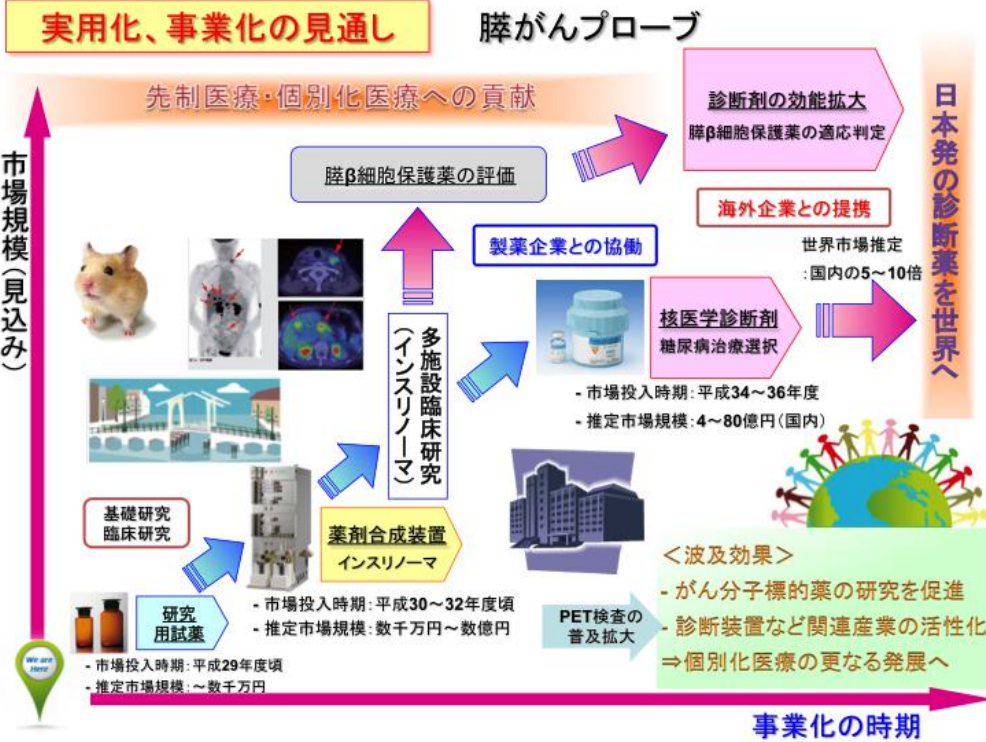 実用化、事業化の見通し
膵がんプローブ
先制医療・個別化医療への貢献
市場規模(見込み)
診断剤の効能拡大
膵β細胞保護薬の適応判定
日本発の診断薬を世界へ
膵β細胞保護薬の評価
海外企業との提携
製薬企業との協働
世界市場推定
:国内の5～10倍
核医学診断剤
糖尿病治療選択
- 市場投入時期:平成34～36年度
- 推定市場規模:4～80億円(国内)
多施設臨床研究
(インスリノーマ)
基礎研究
臨床研究
薬剤合成装置
インスリノーマ
- 市場投入時期:平成30～32年度頃
- 推定市場規模:数千万円～数億円
研究
用試薬
- 市場投入時期:平成29年度頃
- 推定市場規模:～数千万円
We are
Here
PET検査の
普及拡大
＜波及効果＞
- がん分子標的薬の研究を促進
- 診断装置など関連産業の活性化
⇒個別化医療の更なる発展へ
事業化の時期